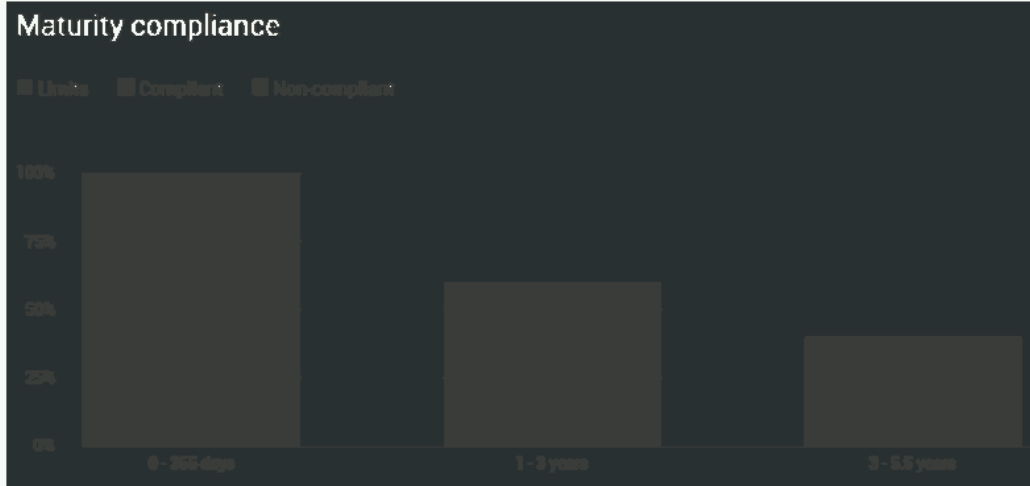 Maturity compliance
Limits Compliant Non-compliant
100%
75%
50%
25%
0%
0 - 365 days 1 - 3 years 3 - 5.5 years